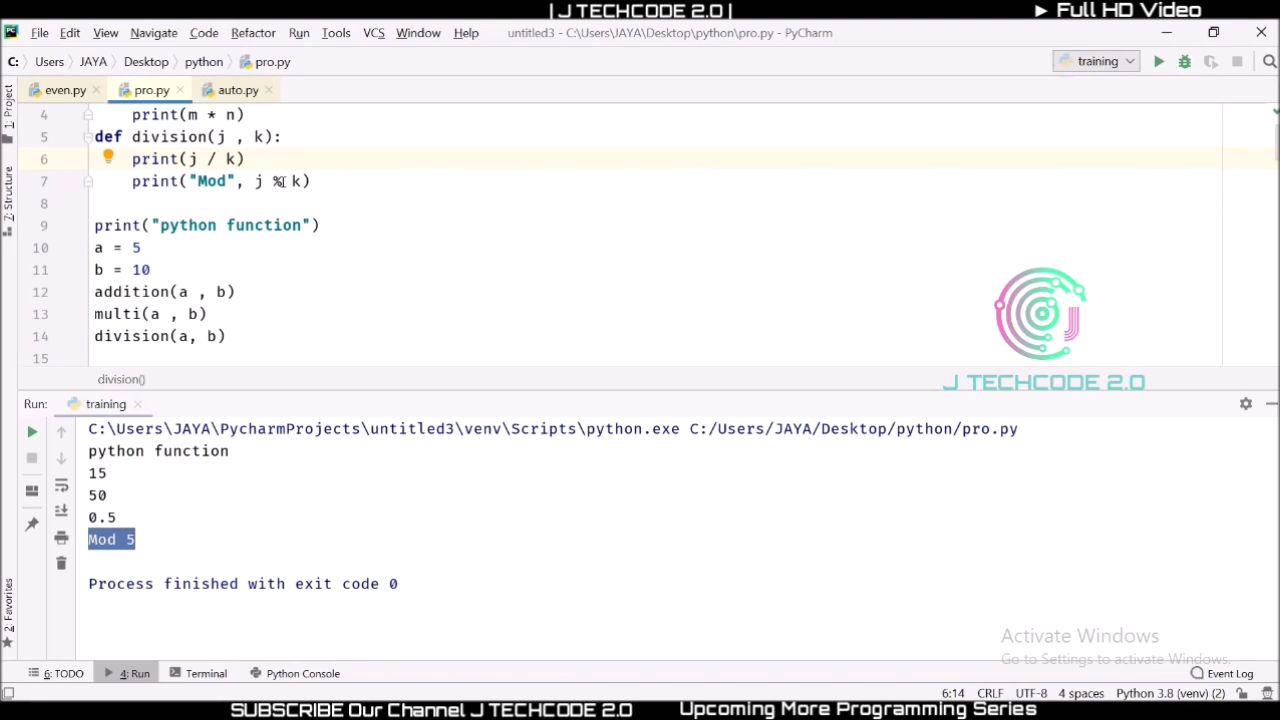 | J TECHCODE 2.0 |
► Full HD Video
File Edit View Navigate Code Refactor Run Tools VCS Window Help untitled3 - C:\Users\JAYA\Desktop\python\pro.py - PyCharm
C: Users JAYA Desktop python pro.py training
even.py pro.py auto.py
1: Project
7: Structure
4 print(m * n)
5 def division(j , k):
6 print(j / k)
7 print("Mod", j % k)
8
9 print("python function")
10 a = 5
11 b = 10
12 addition(a , b)
13 multi(a , b)
14 division(a, b)
15
J TECHCODE 2.0
division()
Run: training
C:\Users\JAYA\PycharmProjects\untitled3\venv\Scripts\python.exe C:/Users/JAYA/Desktop/python/pro.py
python function
15
50
0.5
Mod 5
Process finished with exit code 0
2: Favorites
Activate Windows
Go to Settings to activate Windows.
6: TODO 4: Run Terminal Python Console Event Log
6:14 CRLF UTF-8 4 spaces Python 3.8 (venv) (2)
SUBSCRIBE Our Channel J TECHCODE 2.0 Upcoming More Programming Series